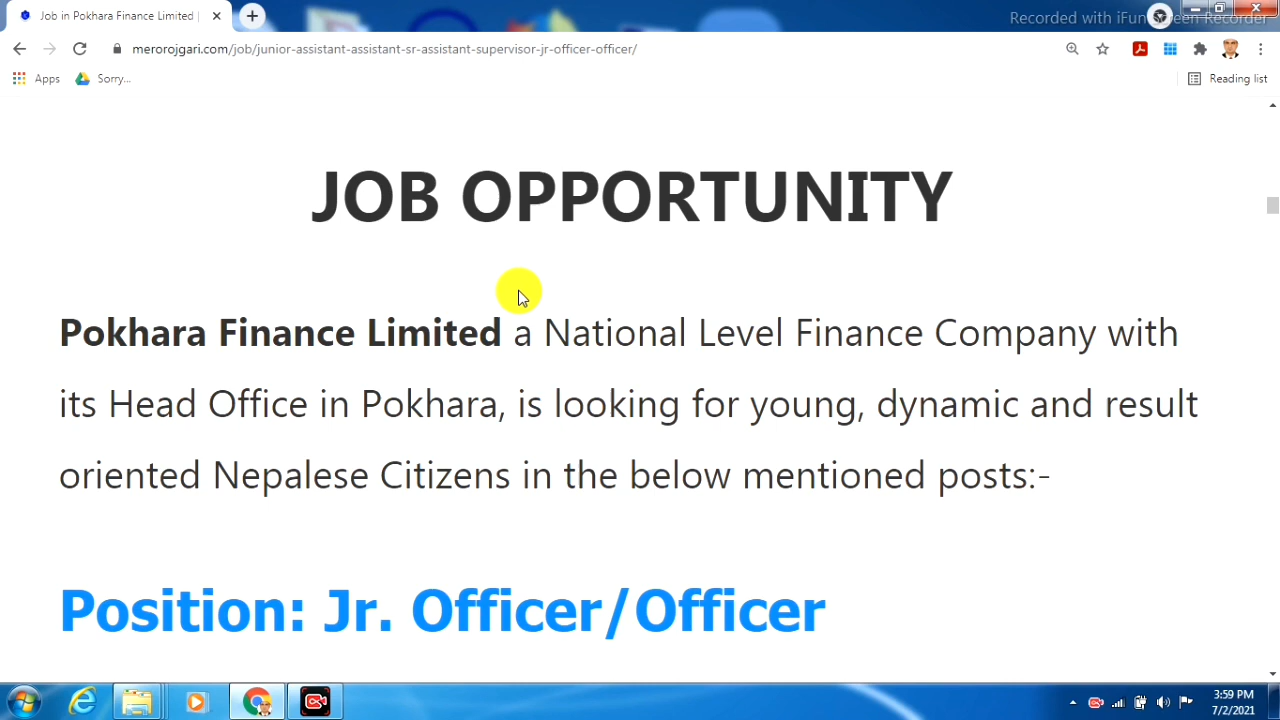 Job in Pokhara Finance Limited |
Recorded with iFun Screen Recorder
merorojgari.com/job/junior-assistant-assistant-sr-assistant-supervisor-jr-officer-officer/
Apps
Sorry...
Reading list
JOB OPPORTUNITY
Pokhara Finance Limited a National Level Finance Company with
its Head Office in Pokhara, is looking for young, dynamic and result
oriented Nepalese Citizens in the below mentioned posts:-
Position: Jr. Officer/Officer
3:59 PM
7/2/2021